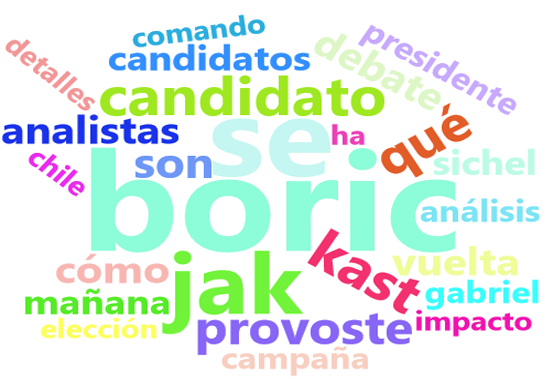 comando
presidente
detalles
candidatos
debate
candidato
analistas
se
ha
qué
chile
son
sichel
boric
análisis
cómo
jak
kast
vuelta
mañana
gabriel
elección
provoste
impacto
campaña